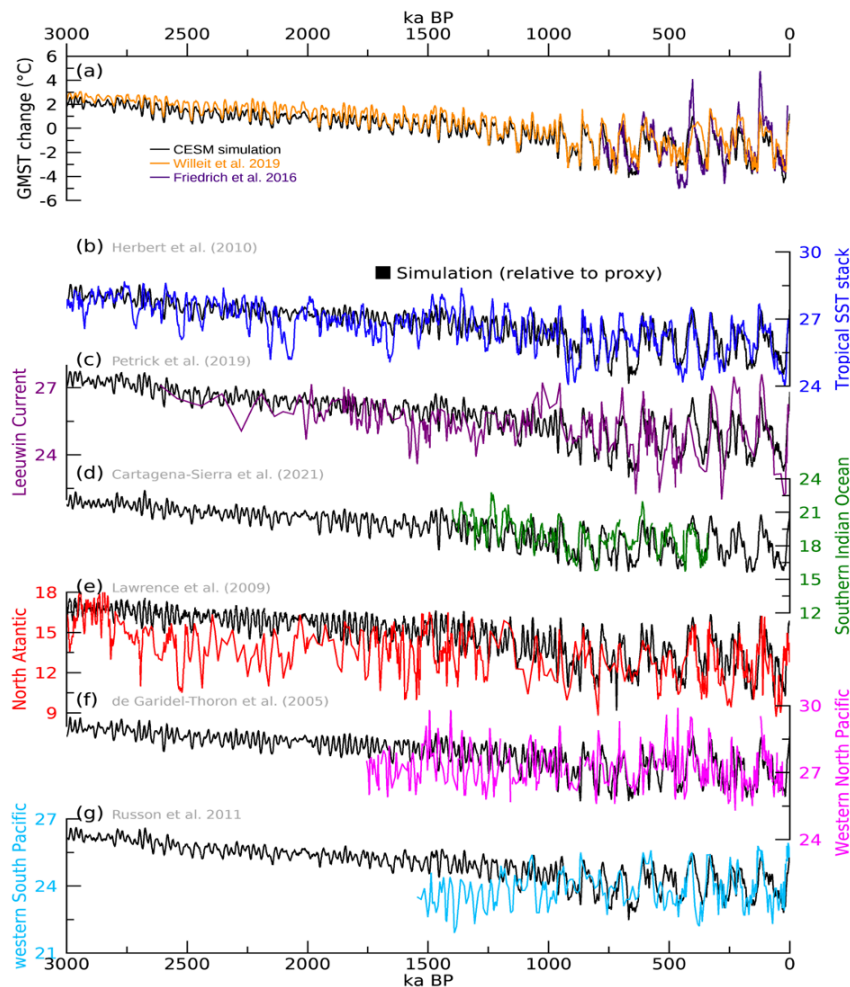 ka BP
3000 2500 2000 1500 1000 500 0
(a)
GMST change (°C)
6
4
2
0
-2
-4
-6
CESM simulation
Willeit et al. 2019
Friedrich et al. 2016
(b) Herbert et al. (2010)
Simulation (relative to proxy)
30
27
24
Tropical SST stack
(c) Petrick et al. (2019)
27
24
Leeuwin Current
(d) Cartagena-Sierra et al. (2021)
24
21
18
15
12
Southern Indian Ocean
(e) Lawrence et al. (2009)
18
15
12
9
North Atantic
(f) de Garidel-Thoron et al. (2005)
30
27
24
Western North Pacific
(g) Russon et al. 2011
27
24
21
western South Pacific
3000 2500 2000 1500 1000 500 0
ka BP